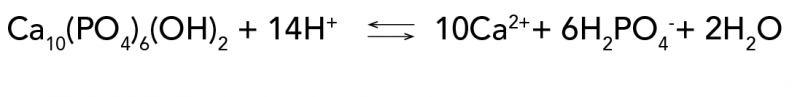 Ca₁₀(PO₄)₆(OH)₂ + 14H⁺ ⇌ 10Ca²⁺ + 6H₂PO₄⁻ + 2H₂O